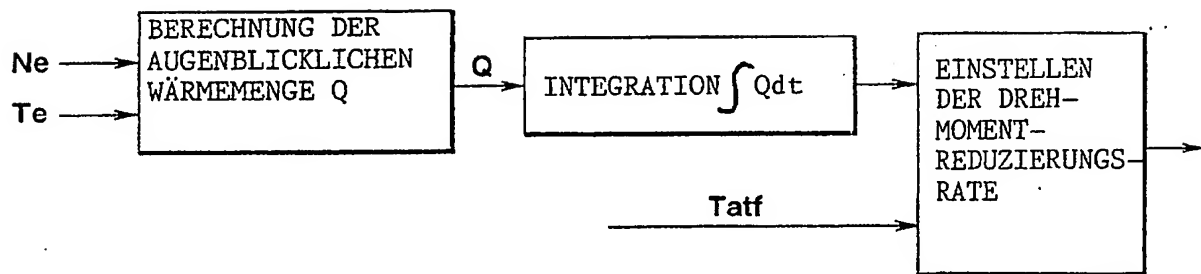 Ne
Te
BERECHNUNG DER
AUGENBLICKLICHEN
WÄRMEMENGE Q
Q
INTEGRATION ∫ Qdt
Tatf
EINSTELLEN
DER DREH-
MOMENT-
REDUZIERUNGS-
RATE